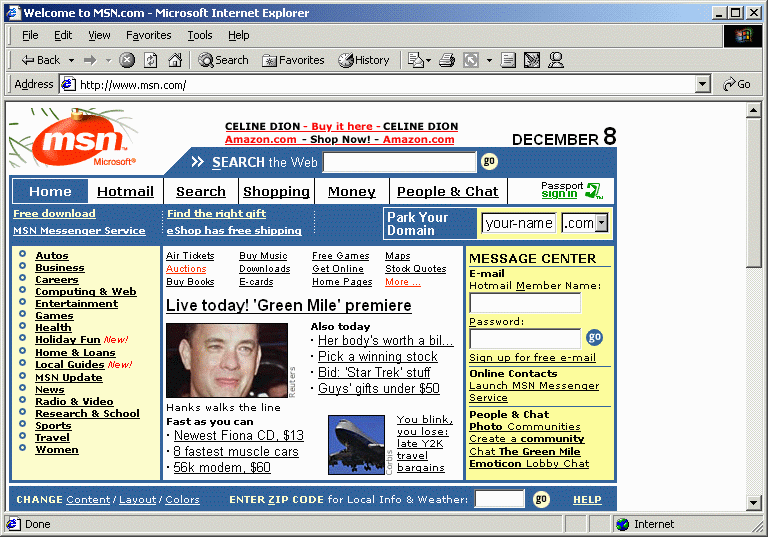 Welcome to MSN.com - Microsoft Internet Explorer
File Edit View Favorites Tools Help
Back Search Favorites History
Address http://www.msn.com/ Go
msn
Microsoft®
CELINE DION - Buy it here - CELINE DION
Amazon.com - Shop Now! - Amazon.com
DECEMBER 8
SEARCH the Web go
Home Hotmail Search Shopping Money People & Chat
Passport
sign in
Free download
MSN Messenger Service
Find the right gift
eShop has free shipping
Park Your
Domain
your-name .com
Autos
Business
Careers
Computing & Web
Entertainment
Games
Health
Holiday Fun New!
Home & Loans
Local Guides New!
MSN Update
News
Radio & Video
Research & School
Sports
Travel
Women
Air Tickets Buy Music Free Games Maps
Auctions Downloads Get Online Stock Quotes
Buy Books E-cards Home Pages More ...
Live today! 'Green Mile' premiere
Reuters
Hanks walks the line
Also today
· Her body's worth a bil...
· Pick a winning stock
· Bid: 'Star Trek' stuff
· Guys' gifts under $50
Fast as you can
· Newest Fiona CD, $13
· 8 fastest muscle cars
· 56k modem, $60
Corbis
You blink,
you lose:
late Y2K
travel
bargains
MESSAGE CENTER
E-mail
Hotmail Member Name:
Password:
go
Sign up for free e-mail
Online Contacts
Launch MSN Messenger
Service
People & Chat
Photo Communities
Create a community
Chat The Green Mile
Emoticon Lobby Chat
CHANGE Content / Layout / Colors
ENTER ZIP CODE for Local Info & Weather: go
HELP
Done Internet